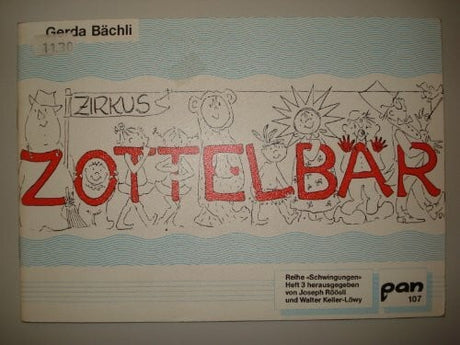 Gerda Bächli
11.30
ZIRKUS
ZOTTELBÄR
Reihe «Schwingungen»
Heft 3 herausgegeben
von Joseph Röösli
und Walter Keller-Löwy
pan
107